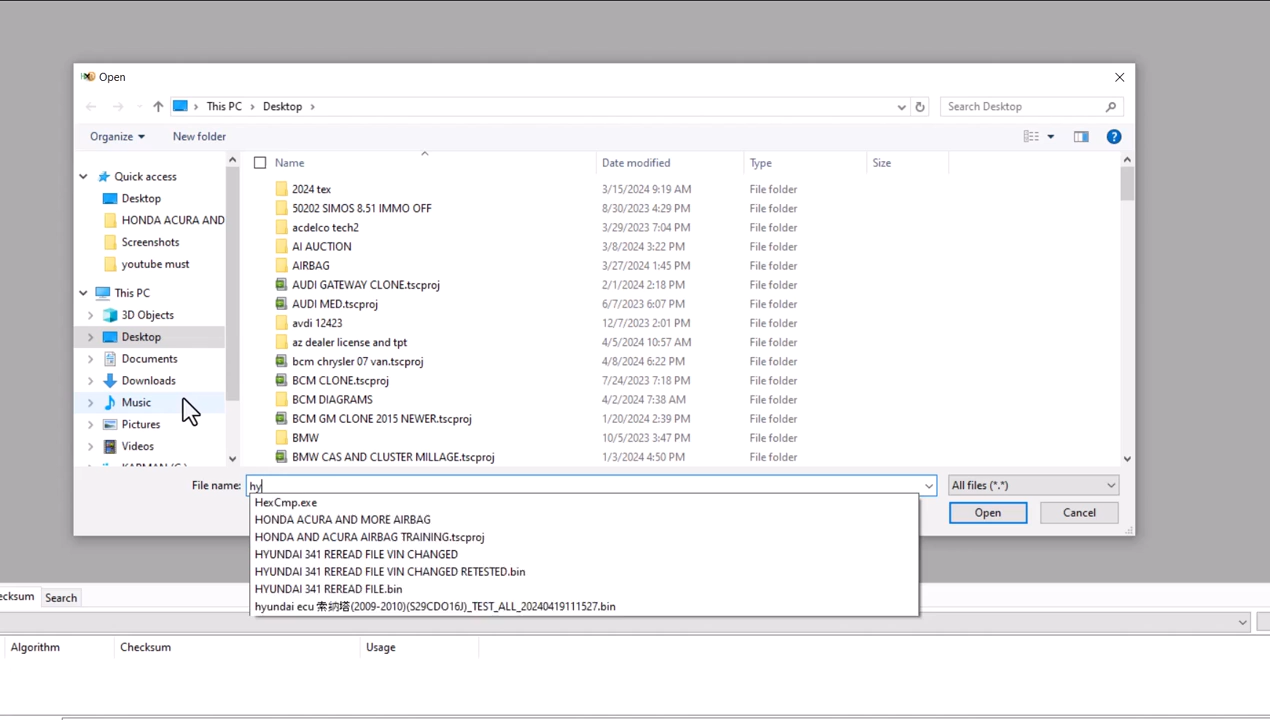 Open
This PC > Desktop >
Search Desktop
Organize
New folder
Name
Date modified
Type
Size
Quick access
Desktop
HONDA ACURA AND
Screenshots
youtube must
This PC
3D Objects
Desktop
Documents
Downloads
Music
Pictures
Videos
2024 tex 3/15/2024 9:19 AM File folder
50202 SIMOS 8.51 IMMO OFF 8/30/2023 4:29 PM File folder
acdelco tech2 3/29/2023 7:04 PM File folder
AI AUCTION 3/8/2024 3:22 PM File folder
AIRBAG 3/27/2024 1:45 PM File folder
AUDI GATEWAY CLONE.tscproj 2/1/2024 2:18 PM File folder
AUDI MED.tscproj 6/7/2023 6:07 PM File folder
avdi 12423 12/7/2023 2:01 PM File folder
az dealer license and tpt 4/5/2024 10:57 AM File folder
bcm chrysler 07 van.tscproj 4/8/2024 6:22 PM File folder
BCM CLONE.tscproj 7/24/2023 7:18 PM File folder
BCM DIAGRAMS 4/2/2024 7:38 AM File folder
BCM GM CLONE 2015 NEWER.tscproj 1/20/2024 2:39 PM File folder
BMW 10/5/2023 3:47 PM File folder
BMW CAS AND CLUSTER MILLAGE.tscproj 1/3/2024 4:50 PM File folder
File name: hy
All files (*.*)
HexCmp.exe
HONDA ACURA AND MORE AIRBAG
HONDA AND ACURA AIRBAG TRAINING.tscproj
HYUNDAI 341 REREAD FILE VIN CHANGED
HYUNDAI 341 REREAD FILE VIN CHANGED RETESTED.bin
HYUNDAI 341 REREAD FILE.bin
hyundai ecu 索纳塔(2009-2010)(S29CDO16J)_TEST_ALL_20240419111527.bin
Open
Cancel
ecksum Search
Algorithm
Checksum
Usage